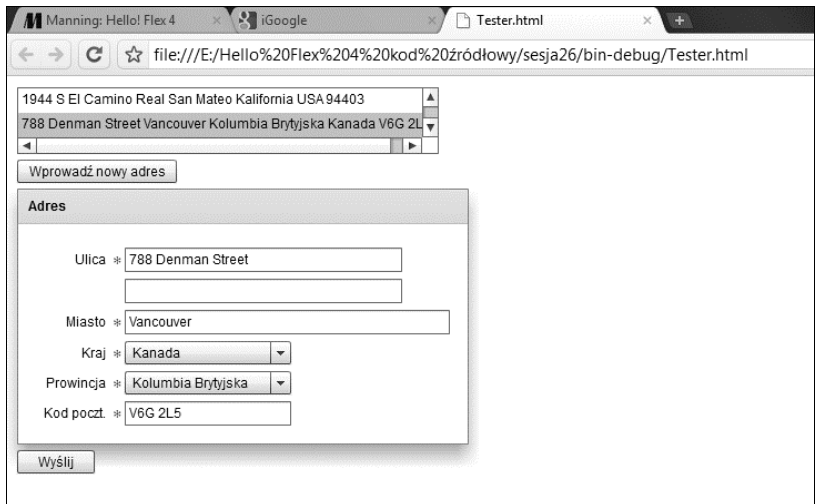 Manning: Hello! Flex 4
iGoogle
Tester.html
file:///E:/Hello%20Flex%204%20kod%20źródłowy/sesja26/bin-debug/Tester.html
1944 S El Camino Real San Mateo Kalifornia USA 94403
788 Denman Street Vancouver Kolumbia Brytyjska Kanada V6G 2L
Wprowadź nowy adres
Adres
Ulica * 788 Denman Street
Miasto * Vancouver
Kraj * Kanada
Prowincja * Kolumbia Brytyjska
Kod poczt. * V6G 2L5
Wyślij